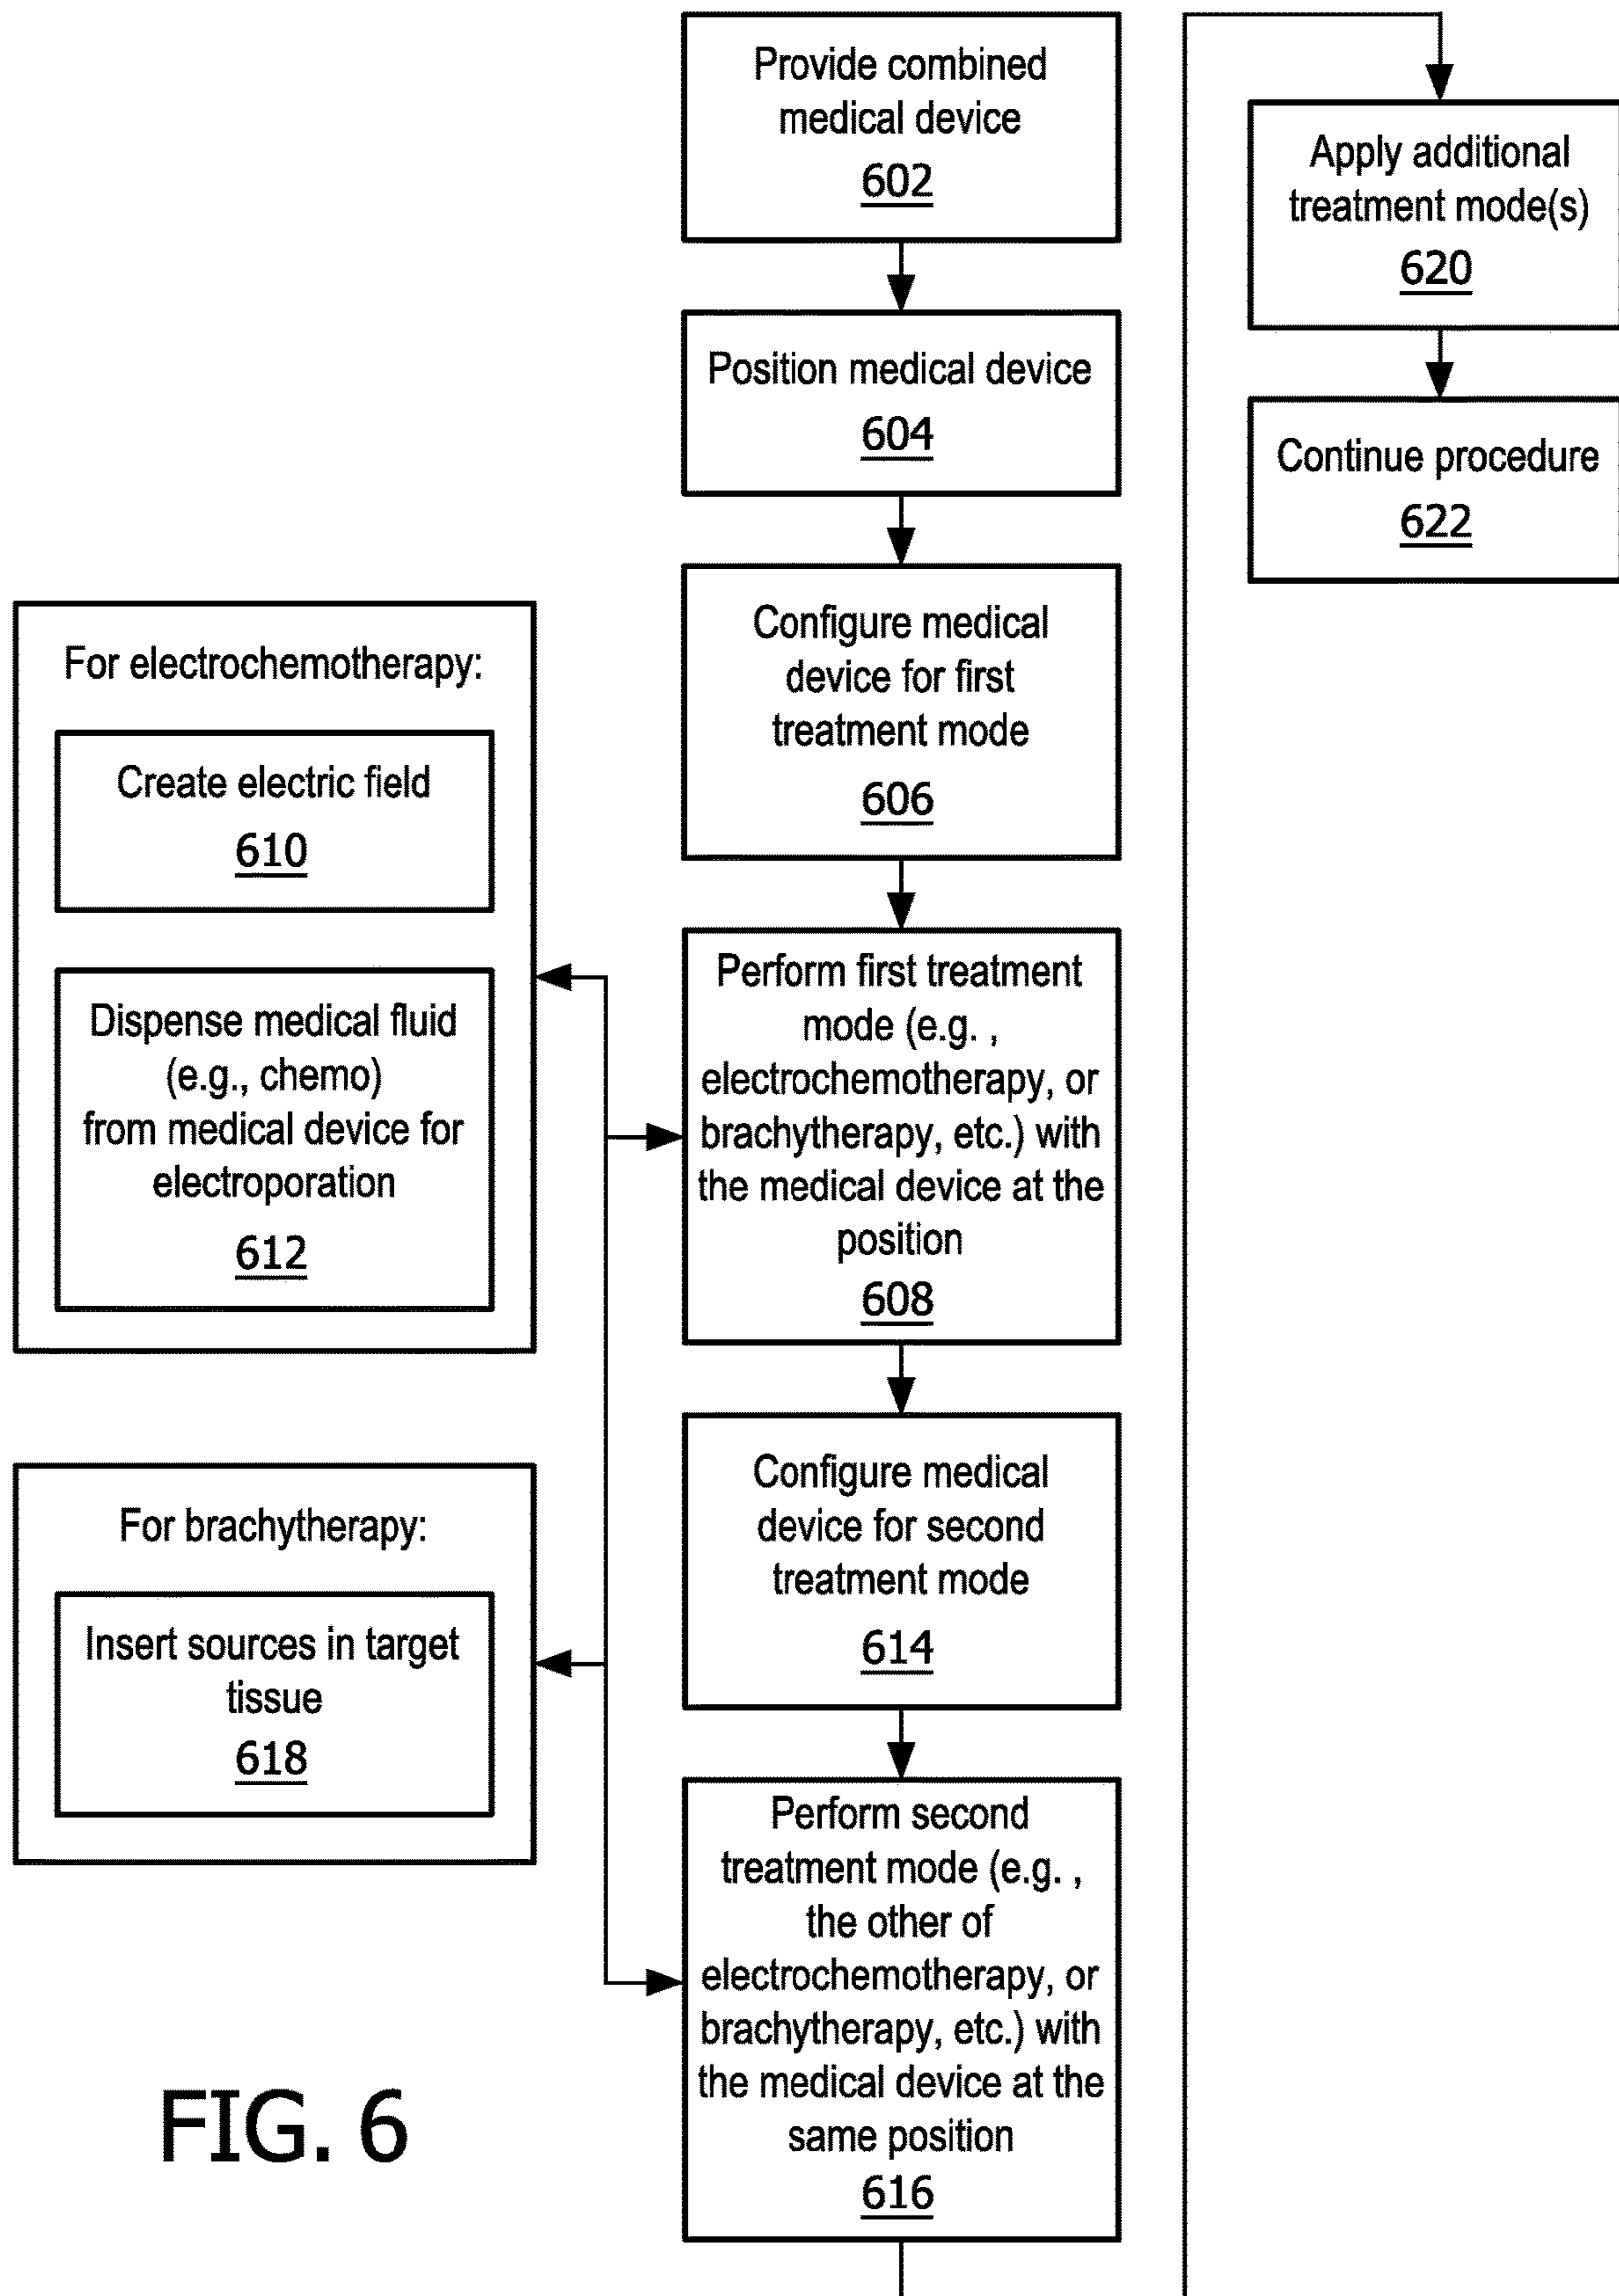 Provide combined
medical device
602
Position medical device
604
Configure medical
device for first
treatment mode
606
Perform first treatment
mode (e.g. ,
electrochemotherapy, or
brachytherapy, etc.) with
the medical device at the
position
608
For electrochemotherapy:
Create electric field
610
Dispense medical fluid
(e.g., chemo)
from medical device for
electroporation
612
Configure medical
device for second
treatment mode
614
Perform second
treatment mode (e.g. ,
the other of
electrochemotherapy, or
brachytherapy, etc.) with
the medical device at the
same position
616
For brachytherapy:
Insert sources in target
tissue
618
Apply additional
treatment mode(s)
620
Continue procedure
622
FIG. 6